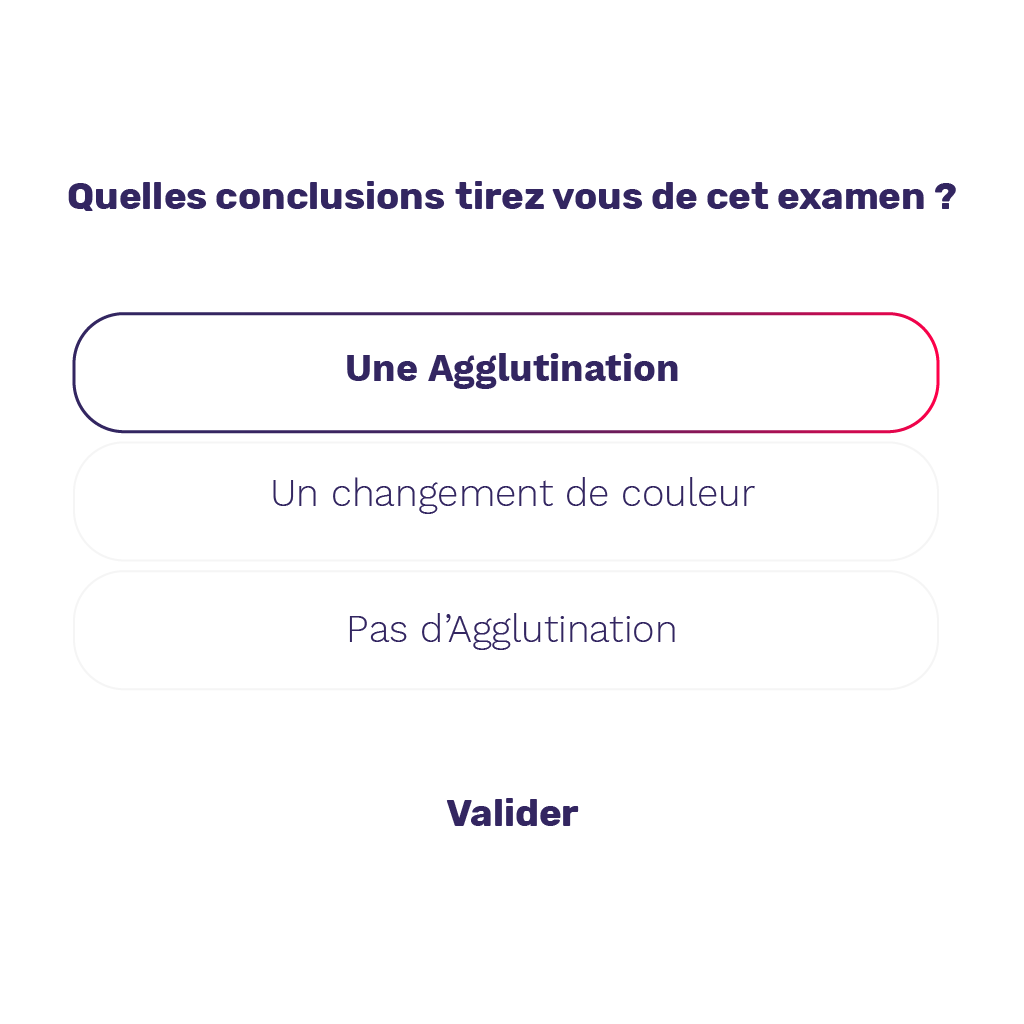 Quelles conclusions tirez vous de cet examen ?
Une Agglutination
Un changement de couleur
Pas d’Agglutination
Valider